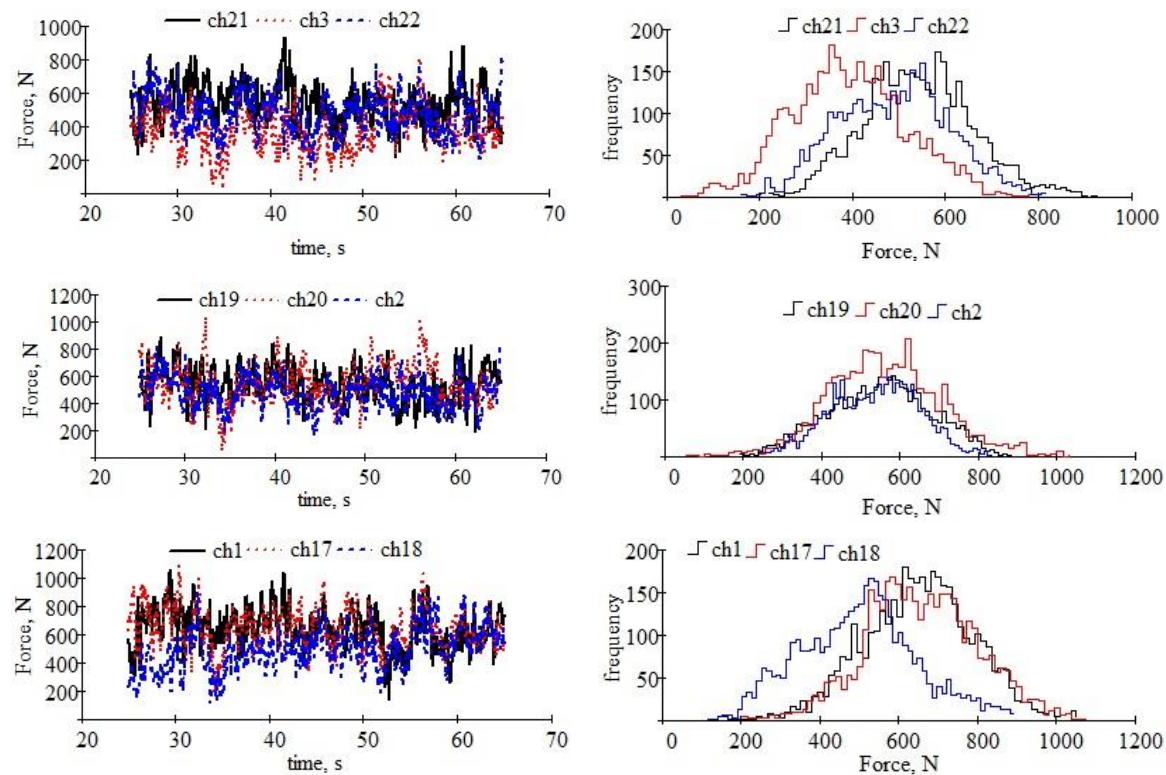 ch21 ch3 ch22
1000
800
600
400
200
Force, N
20 30 40 50 60 70
time, s
ch21 ch3 ch22
200
150
100
50
frequency
0 200 400 600 800 1000
Force, N
ch19 ch20 ch2
1200
1000
800
600
400
200
Force, N
20 30 40 50 60 70
time, s
ch19 ch20 ch2
300
200
100
frequency
0 200 400 600 800 1000 1200
Force, N
ch1 ch17 ch18
1200
1000
800
600
400
200
Force, N
20 30 40 50 60 70
time, s
ch1 ch17 ch18
200
150
100
50
frequency
0 200 400 600 800 1000 1200
Force, N